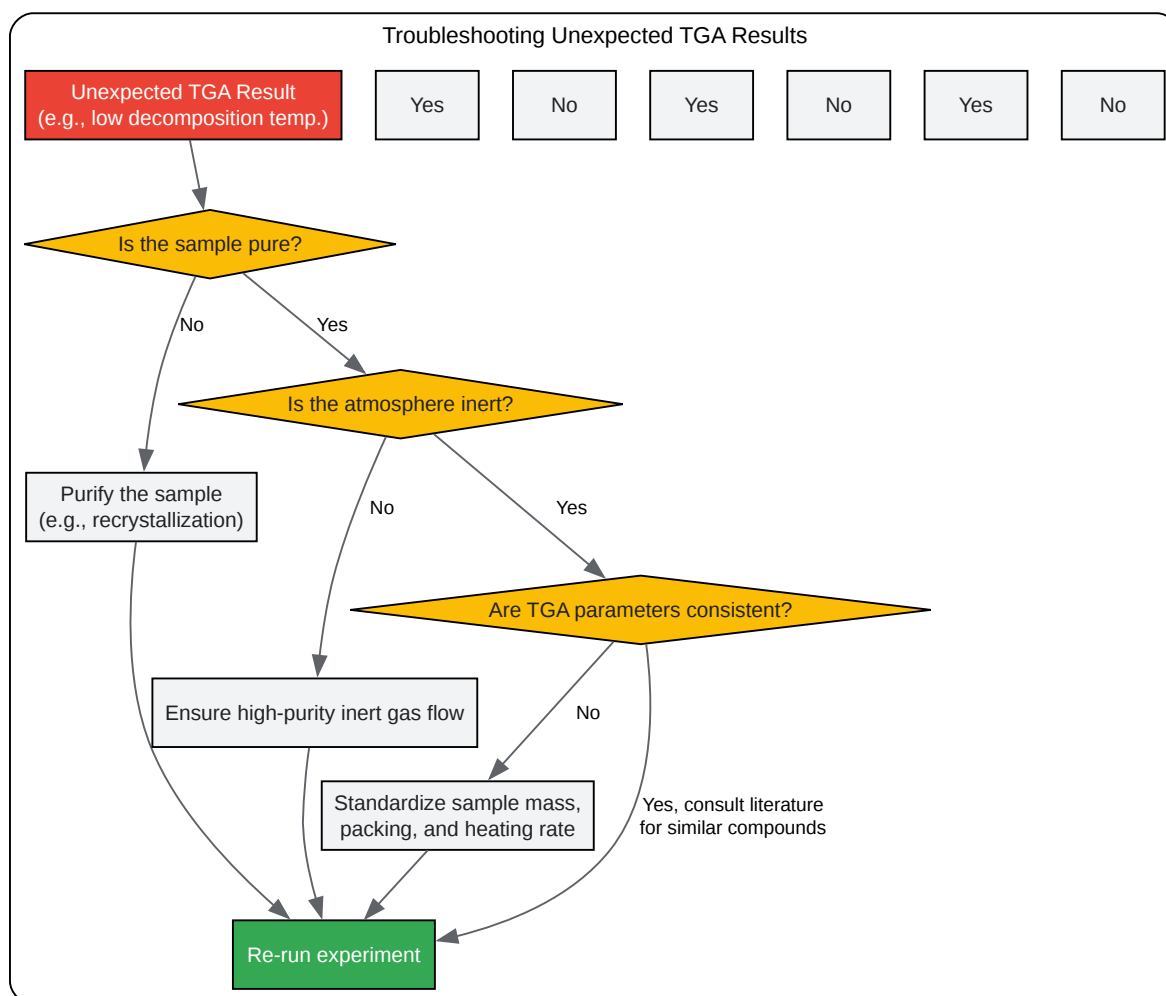 Troubleshooting Unexpected TGA Results
Unexpected TGA Result
(e.g., low decomposition temp.)
Yes
No
Yes
No
Yes
No
Is the sample pure?
No
Yes
Is the atmosphere inert?
Purify the sample
(e.g., recrystallization)
No
Yes
Are TGA parameters consistent?
Ensure high-purity inert gas flow
No
Standardize sample mass,
packing, and heating rate
Yes, consult literature
for similar compounds
Re-run experiment